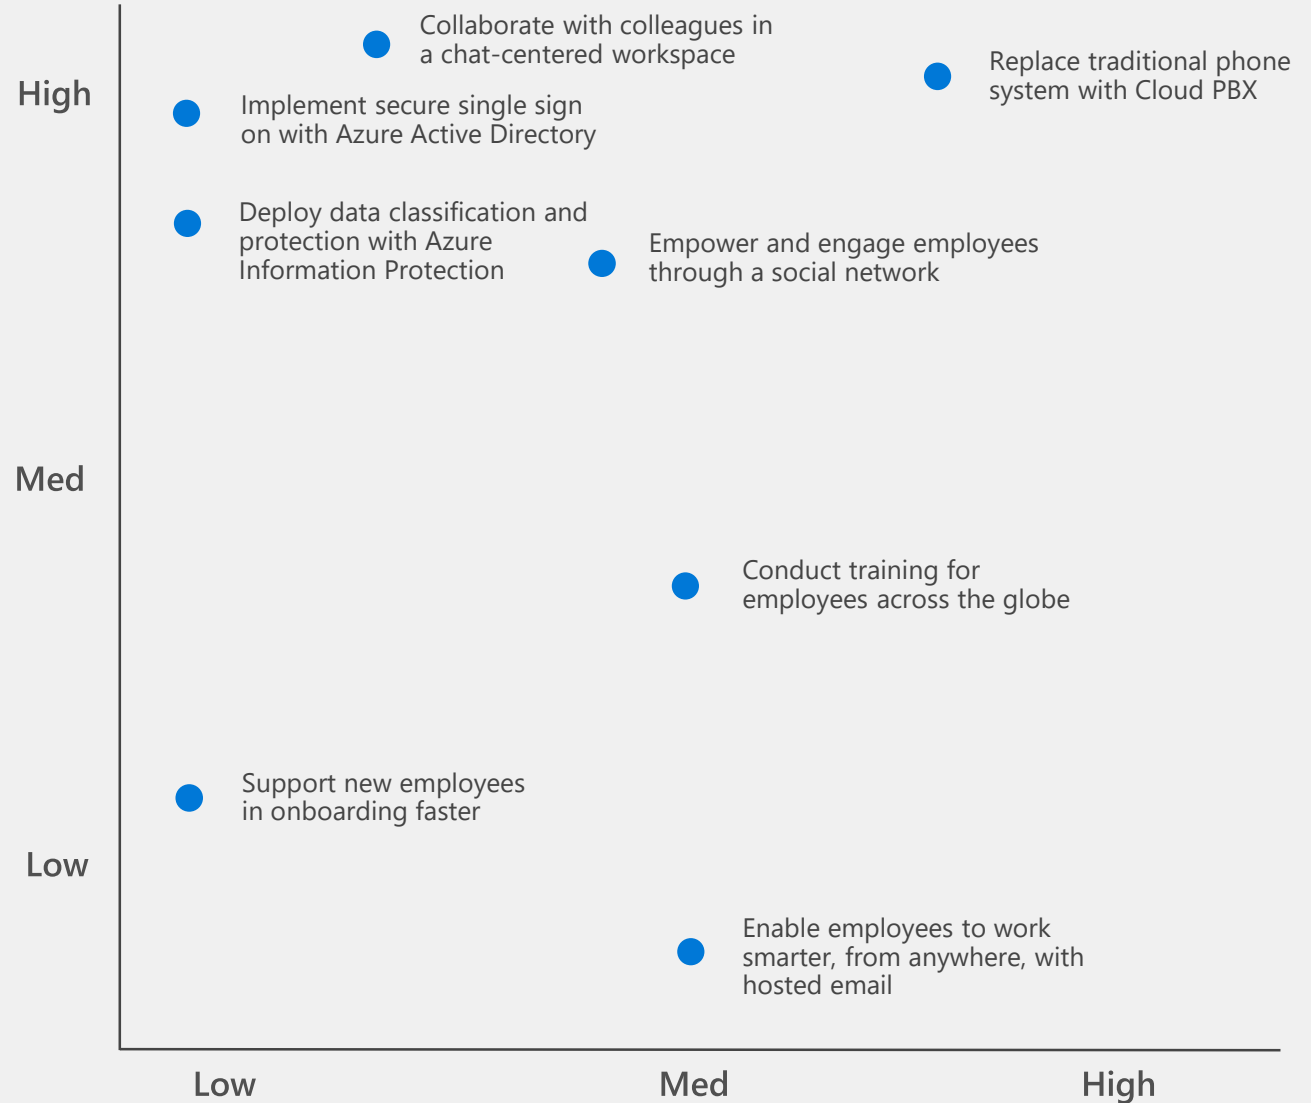 Collaborate with colleagues in
a chat-centered workspace
Replace traditional phone
system with Cloud PBX
High
Implement secure single sign
on with Azure Active Directory
Deploy data classification and
protection with Azure
Information Protection
Empower and engage employees
through a social network
Med
Conduct training for
employees across the globe
Support new employees
in onboarding faster
Low
Enable employees to work
smarter, from anywhere, with
hosted email
Low
Med
High